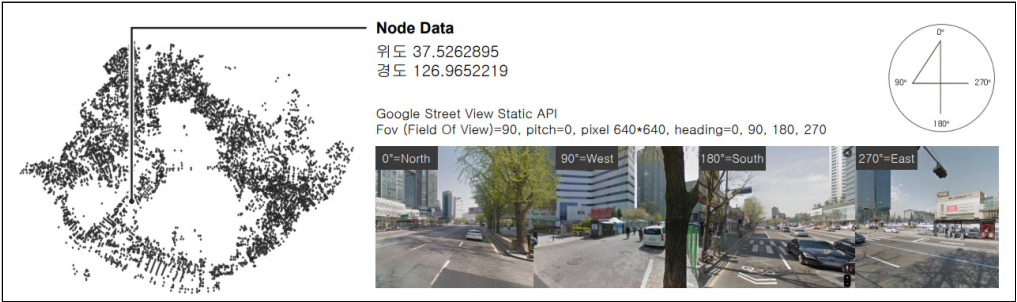 Node Data
위도 37.5262895
경도 126.9652219
Google Street View Static API
Fov (Field Of View)=90, pitch=0, pixel 640*640, heading=0, 90, 180, 270
0°
90°
270°
180°
0°=North
90°=West
180°=South
270°=East